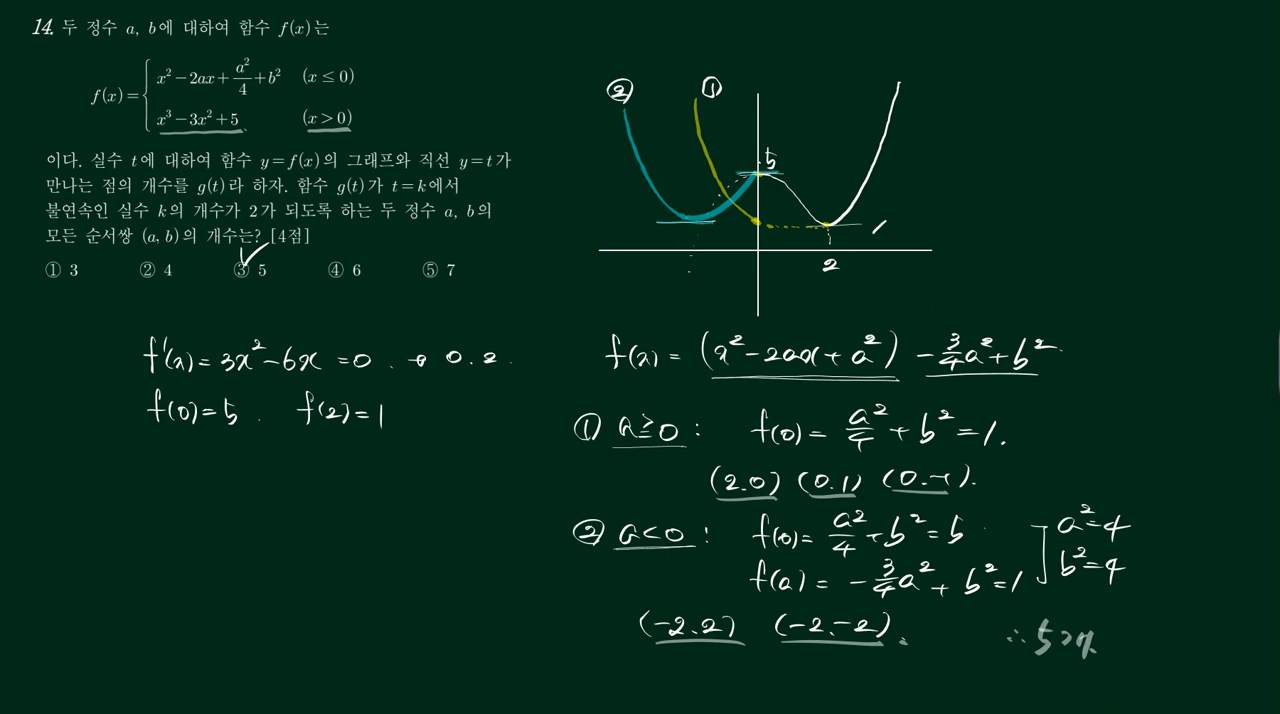 14. 두 정수 a, b에 대하여 함수 f(x)는
f(x)={ x²−2ax+a²/4+b² (x≤0)
x³−3x²+5 (x>0)
이다. 실수 t에 대하여 함수 y=f(x)의 그래프와 직선 y=t가
만나는 점의 개수를 g(t)라 하자. 함수 g(t)가 t=k에서
불연속인 실수 k의 개수가 2가 되도록 하는 두 정수 a, b의
모든 순서쌍 (a, b)의 개수는? [4점]
① 3 ② 4 ③ 5 ④ 6 ⑤ 7
② ①
5
1
2
f'(x)=3x²−6x=0. → 0.2.
f(0)=5. f(2)=1
f(x)=(x²−2ax+a²)−3/4a²+b².
① a≥0: f(0)=a²/4+b²=1.
(2.0) (0.1) (0.-1).
② a<0: f(0)=a²/4+b²=5 a²=4
f(a)=−3/4a²+b²=1 b²=4
(-2.2) (-2.-2).
∴ 5개.